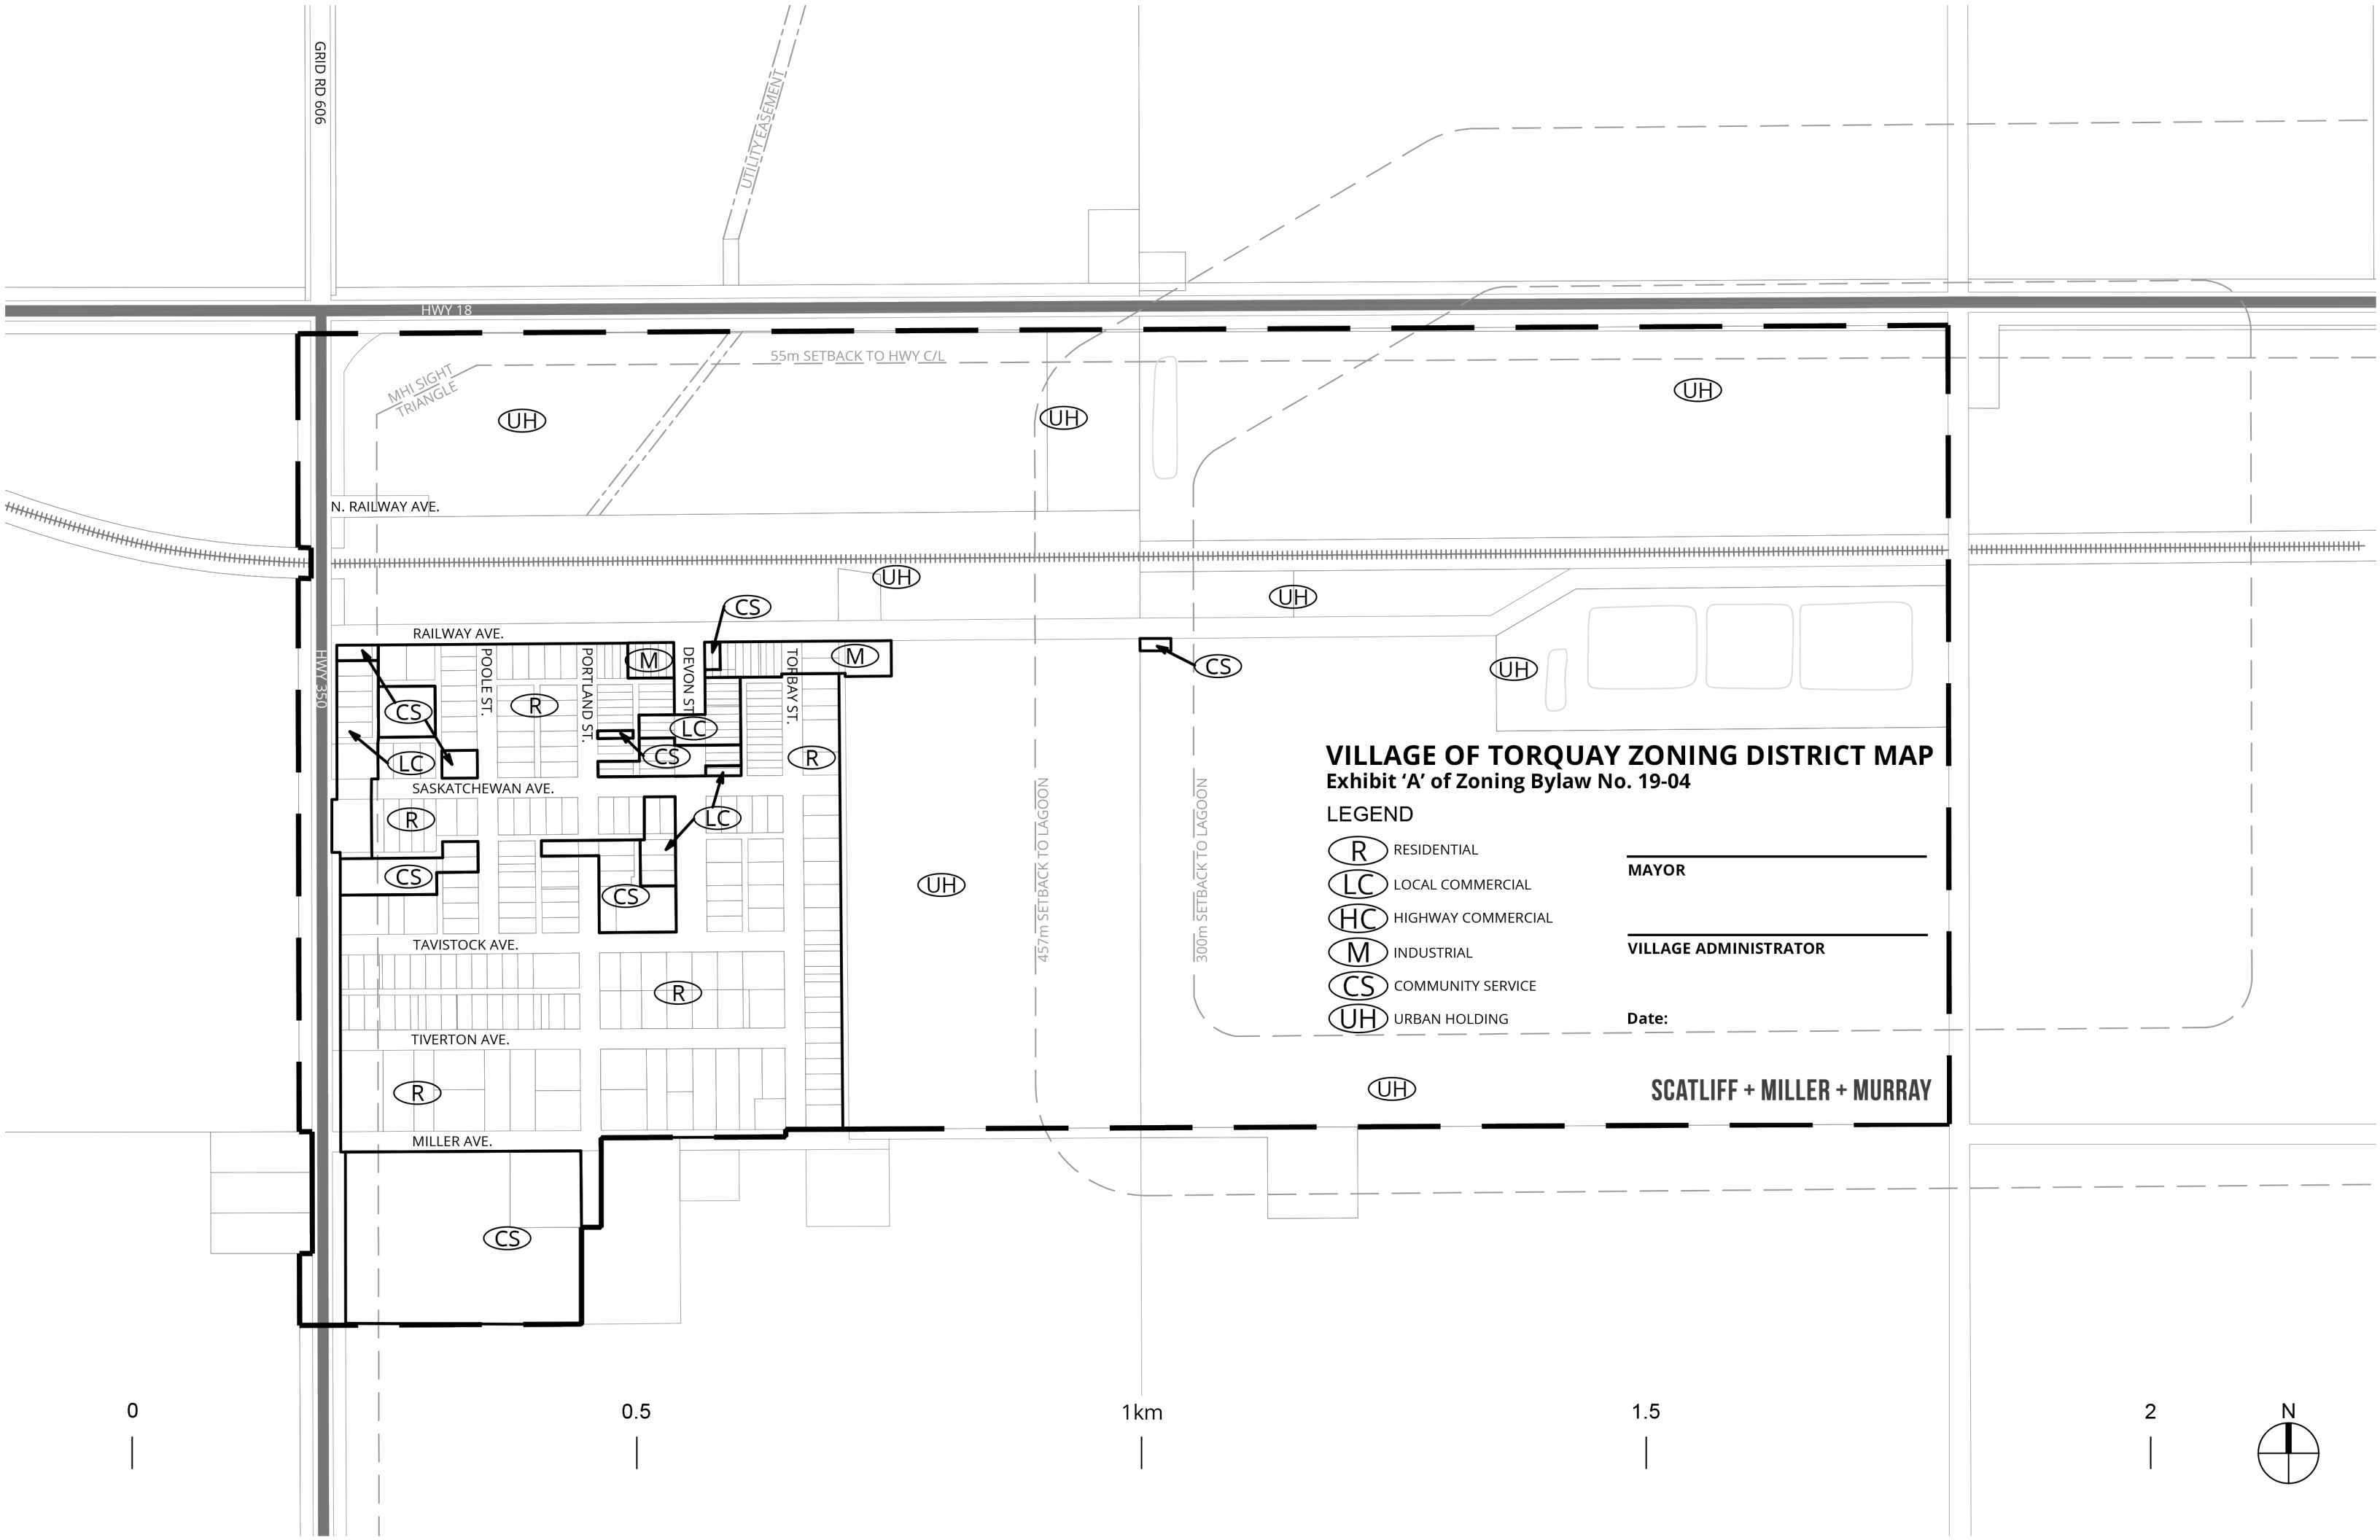 GRID RD 606
UTILITY EASEMENT
HWY 18
55m SETBACK TO HWY C/L
MHI SIGHT
TRIANGLE
UH
UH
UH
N. RAILWAY AVE.
UH
UH
CS
RAILWAY AVE.
HWY 350
POOLE ST.
PORTLAND ST.
M
DEVON ST.
TORBAY ST.
M
CS
UH
CS
R
LC
CS
R
LC
SASKATCHEWAN AVE.
R
LC
CS
CS
UH
457m SETBACK TO LAGOON
300m SETBACK TO LAGOON
TAVISTOCK AVE.
R
TIVERTON AVE.
R
UH
MILLER AVE.
CS
VILLAGE OF TORQUAY ZONING DISTRICT MAP
Exhibit ‘A’ of Zoning Bylaw No. 19-04
LEGEND
R RESIDENTIAL
LC LOCAL COMMERCIAL
HC HIGHWAY COMMERCIAL
M INDUSTRIAL
CS COMMUNITY SERVICE
UH URBAN HOLDING
MAYOR
VILLAGE ADMINISTRATOR
Date:
SCATLIFF + MILLER + MURRAY
0
0.5
1km
1.5
2
N